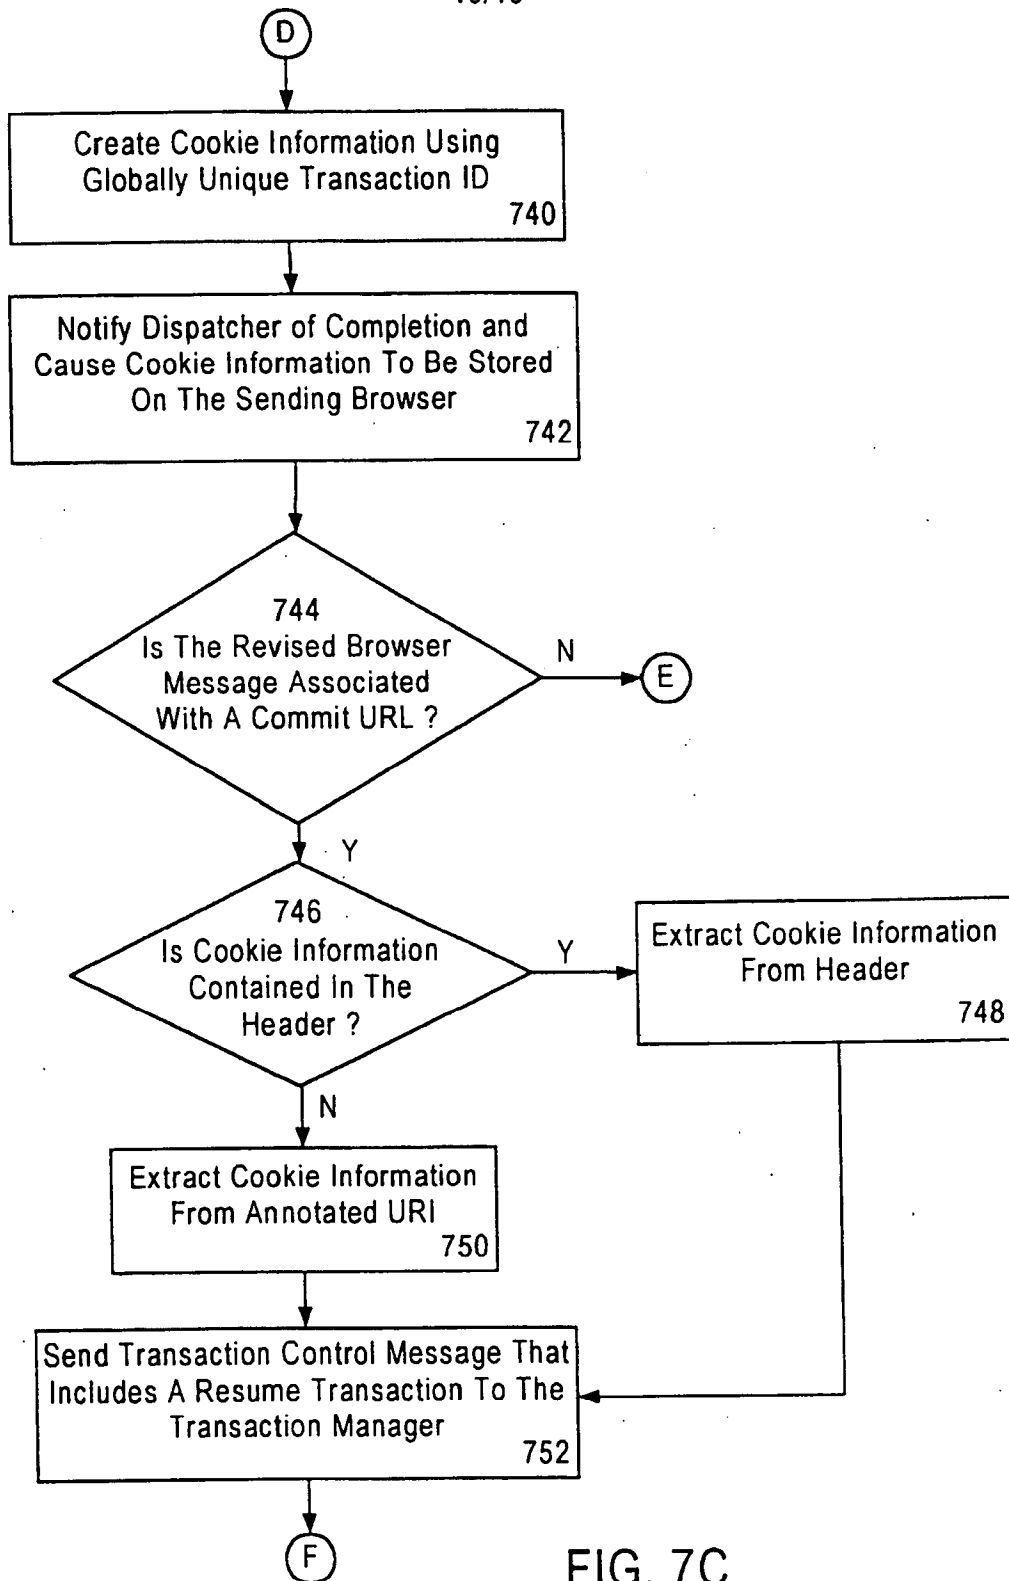 D
Create Cookie Information Using
Globally Unique Transaction ID
740
Notify Dispatcher of Completion and
Cause Cookie Information To Be Stored
On The Sending Browser
742
744
Is The Revised Browser
Message Associated
With A Commit URL ?
N
E
Y
746
Is Cookie Information
Contained In The
Header ?
Y
Extract Cookie Information
From Header
748
N
Extract Cookie Information
From Annotated URI
750
Send Transaction Control Message That
Includes A Resume Transaction To The
Transaction Manager
752
F
FIG. 7C